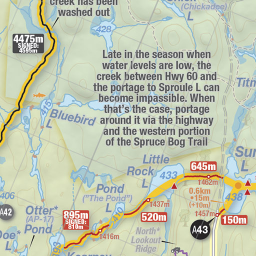 creek has been
washed out
(Chickadee)
L
4475m
SIGNED:
4595m
Late in the season when
water levels are low, the
creek between Hwy 60 and
the portage to Sproule L can
become impassible. When
that's the case, portage
around it via the highway
and the western portion
of the Spruce Bog Trail
Bluebird
L
Little
Rock
L
433
645m
1462m
Sun
L
438
0.6km
+15m
(+10m)
1457m
150m
A43
Pond
("The Pond")
Otter
(AP-17)
Pond
L
A42
895m
SIGNED:
810m
1416m
520m
1437m
North
Lookout
Ridge